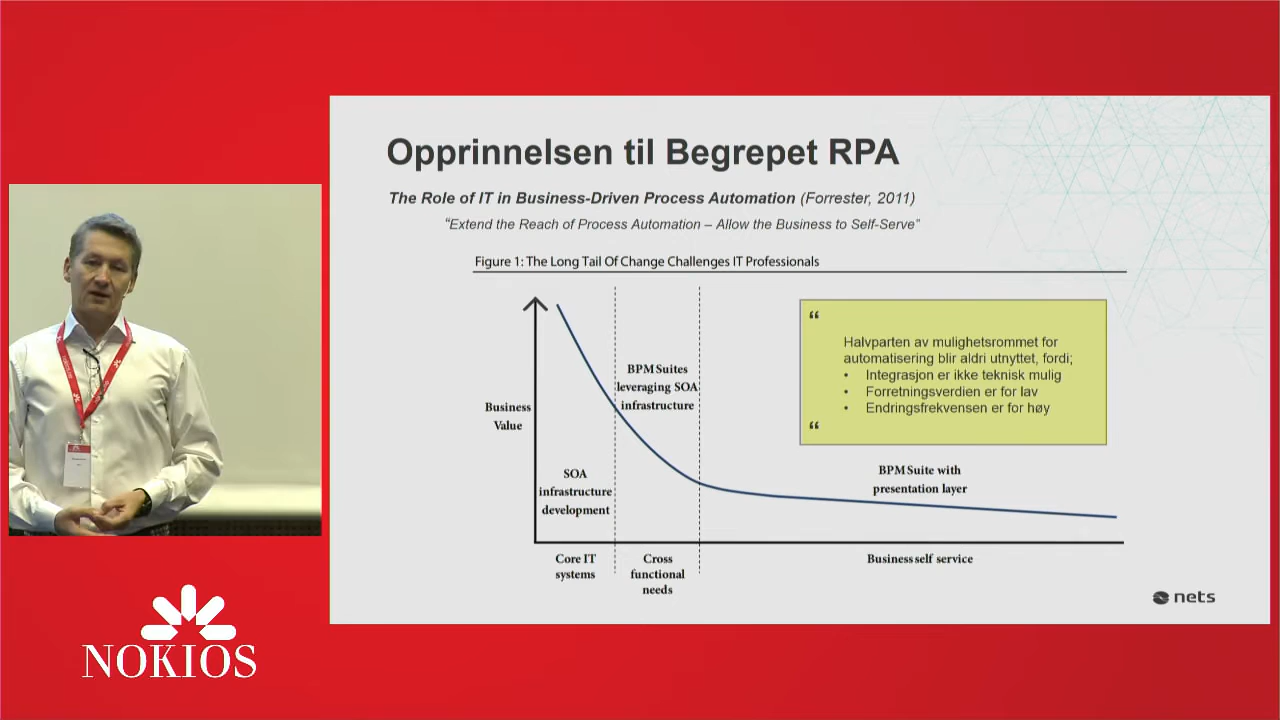 Opprinnelsen til Begrepet RPA
The Role of IT in Business-Driven Process Automation (Forrester, 2011)
“Extend the Reach of Process Automation – Allow the Business to Self-Serve”
Figure 1: The Long Tail Of Change Challenges IT Professionals
“
Halvparten av mulighetsrommet for
automatisering blir aldri utnyttet, fordi;
• Integrasjon er ikke teknisk mulig
• Forretningsverdien er for lav
• Endringsfrekvensen er for høy
“
Business
Value
BPM Suites
leveraging SOA
infrastructure
SOA
infrastructure
development
BPM Suite with
presentation layer
Core IT
systems
Cross
functional
needs
Business self service
nets
NOKIOS